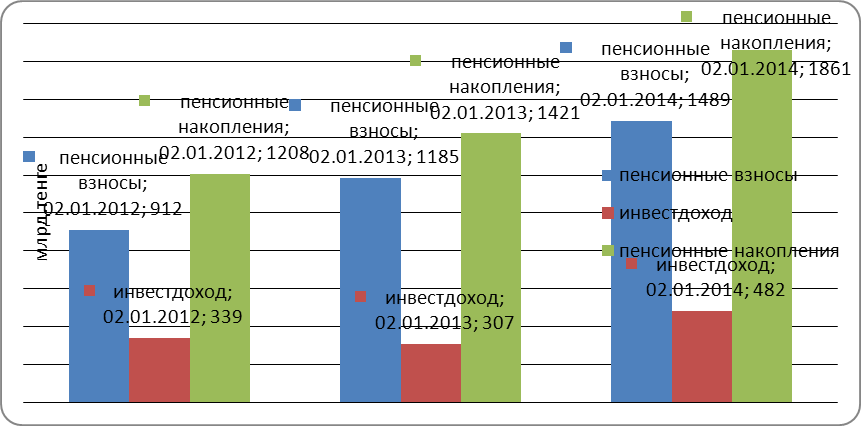 млрд.тенге
пенсионные
взносы;
02.01.2012; 912
инвестдоход;
02.01.2012; 339
пенсионные
накопления;
02.01.2012; 1208
пенсионные
взносы;
02.01.2013; 1185
инвестдоход;
02.01.2013; 307
пенсионные
накопления;
02.01.2013; 1421
пенсионные
взносы;
02.01.2014; 1489
инвестдоход;
02.01.2014; 482
пенсионные
накопления;
02.01.2014; 1861
пенсионные взносы
инвестдоход
пенсионные накопления